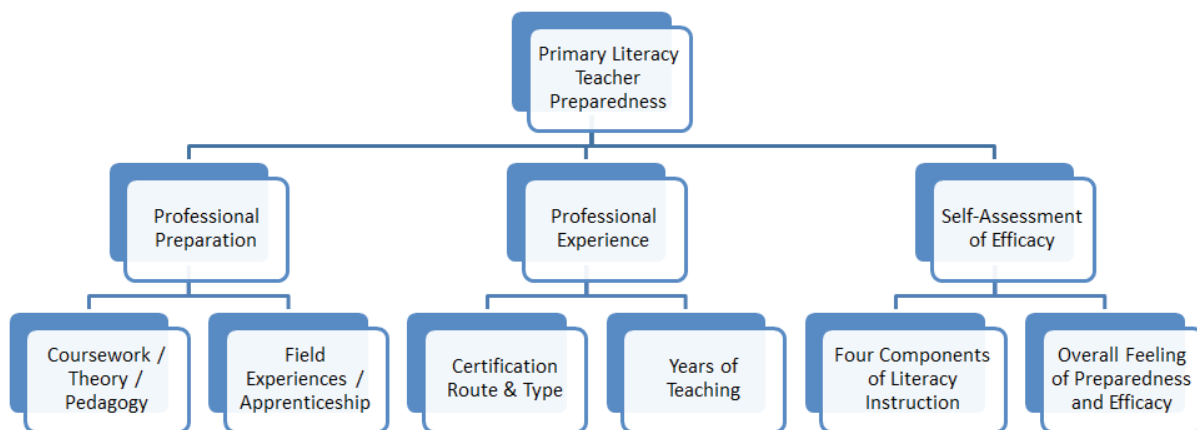 Primary Literacy
Teacher
Preparedness
Professional
Preparation
Professional
Experience
Self-Assessment
of Efficacy
Coursework /
Theory /
Pedagogy
Field
Experiences /
Apprenticeship
Certification
Route & Type
Years of
Teaching
Four Components
of Literacy
Instruction
Overall Feeling
of Preparedness
and Efficacy